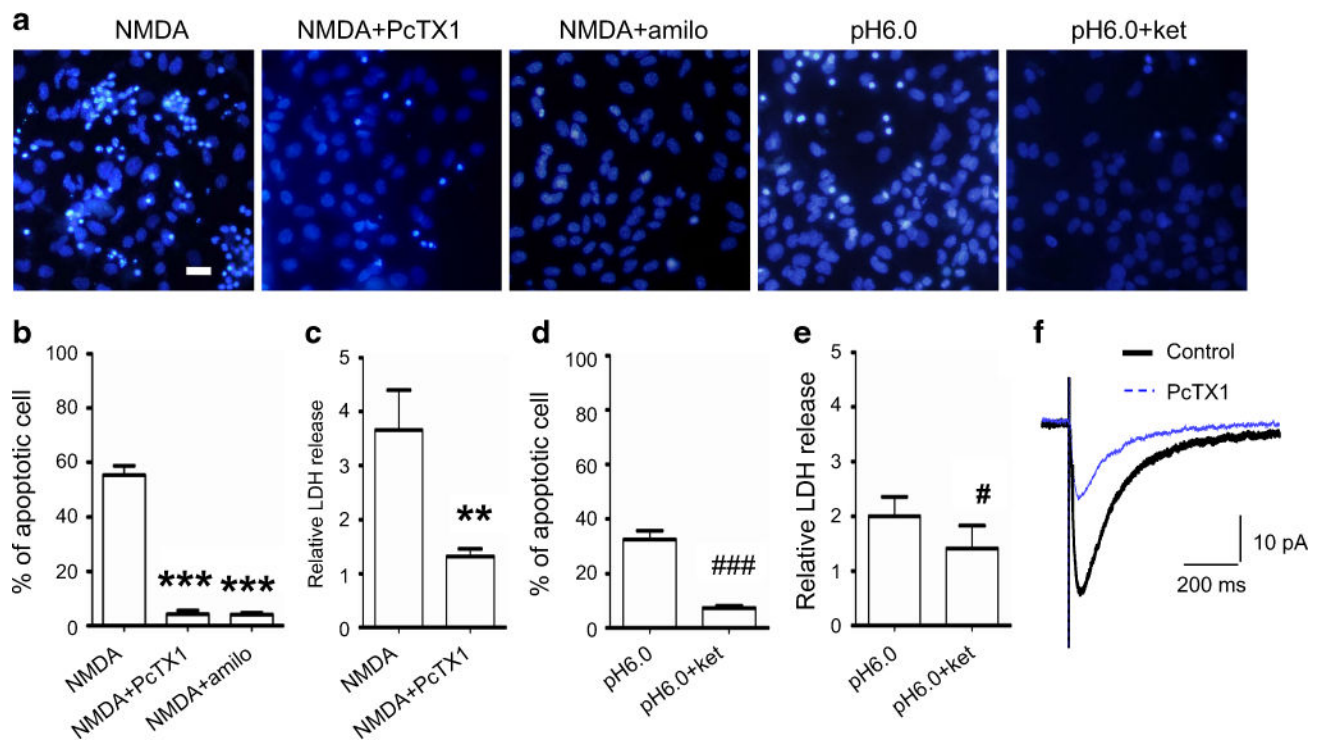 a
NMDA
NMDA+PcTX1
NMDA+amilo
pH6.0
pH6.0+ket
b
% of apoptotic cell
100
80
60
40
20
0
***
***
NMDA
NMDA+PcTX1
NMDA+amilo
c
Relative LDH release
5
4
3
2
1
0
**
NMDA
NMDA+PcTX1
d
% of apoptotic cell
100
80
60
40
20
0
###
pH6.0
pH6.0+ket
e
Relative LDH release
5
4
3
2
1
0
#
pH6.0
pH6.0+ket
f
Control
PcTX1
10 pA
200 ms